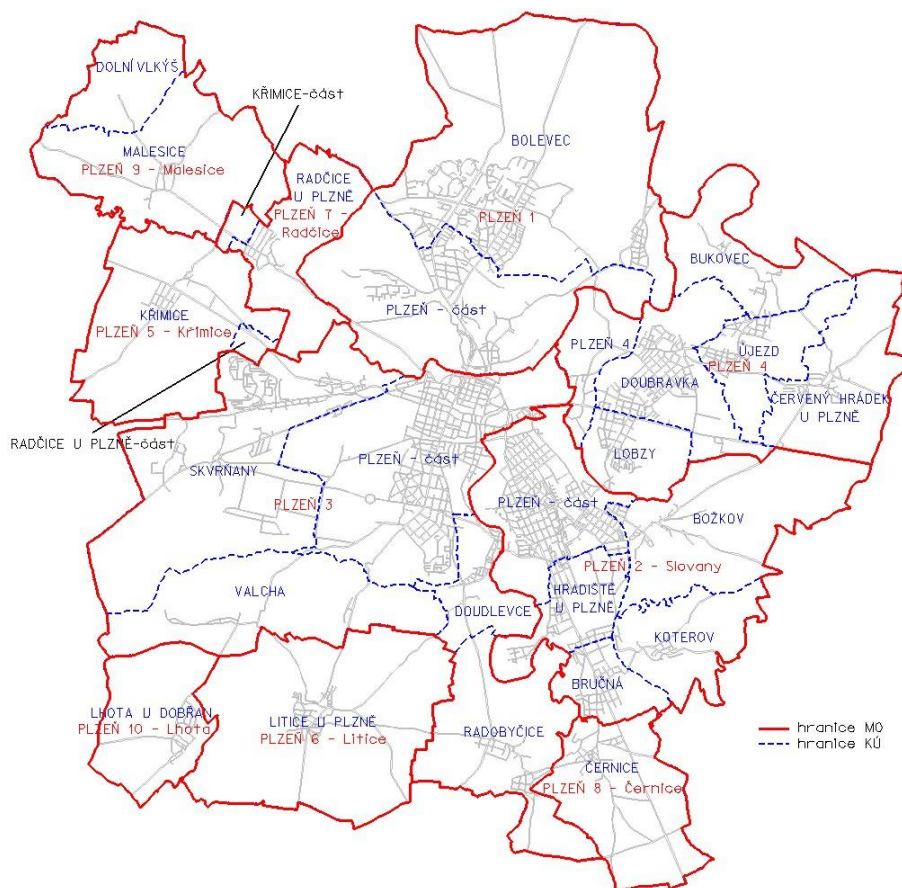 DOLNÍ VLKÝŠ
KŘIMICE-část
MALESICE
PLZEŇ 9 - Malesice
BOLEVEC
RADČICE
U PLZNĚ
PLZEŇ 7 -
Radčice
PLZEŇ 1
BUKOVEC
PLZEŇ - část
KŘIMICE
PLZEŇ 5 - Křimice
PLZEŇ 4
ÚJEZD
PLZEŇ 4
DOUBRAVKA
ČERVENÝ HRÁDEK
U PLZNĚ
RADČICE U PLZNĚ-část
LOBZY
PLZEŇ - část
SKVRŇANY
PLZEŇ 3
PLZEŇ - část
BOŽKOV
PLZEŇ 2 - Slovany
HRADIŠTĚ
U PLZNĚ
VALCHA
DOUDLEVCE
KOTEROV
BRUČNÁ
LHOTA U DOBŘAN
PLZEŇ 10 - Lhota
LITICE U PLZNĚ
PLZEŇ 6 - Litice
RADOBYČICE
hranice MO
hranice KÚ
ČERNICE
PLZEŇ 8 - Černice